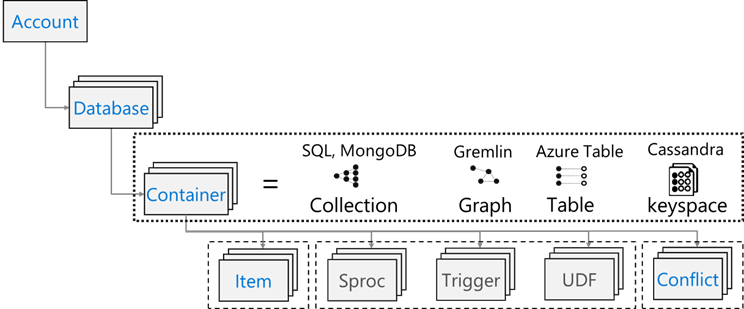 Account
Database
Container
=
SQL, MongoDB
Collection
Gremlin
Graph
Azure Table
Table
Cassandra
keyspace
Item
Sproc
Trigger
UDF
Conflict